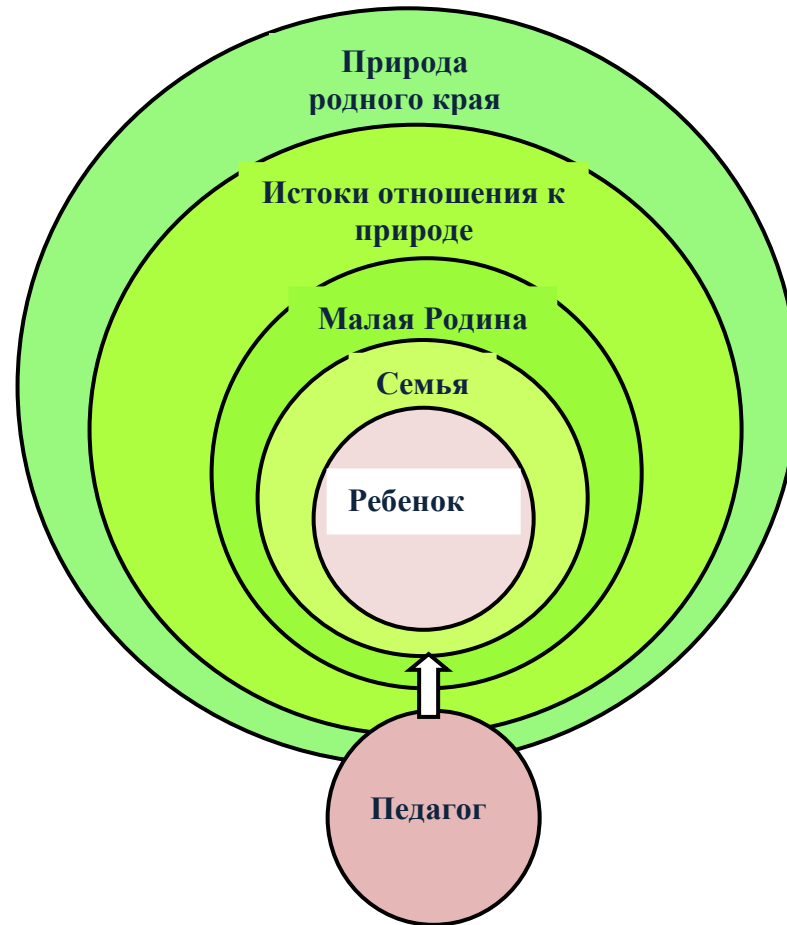 Природа
родного края
Истоки отношения к
природе
Малая Родина
Семья
Ребенок
Педагог